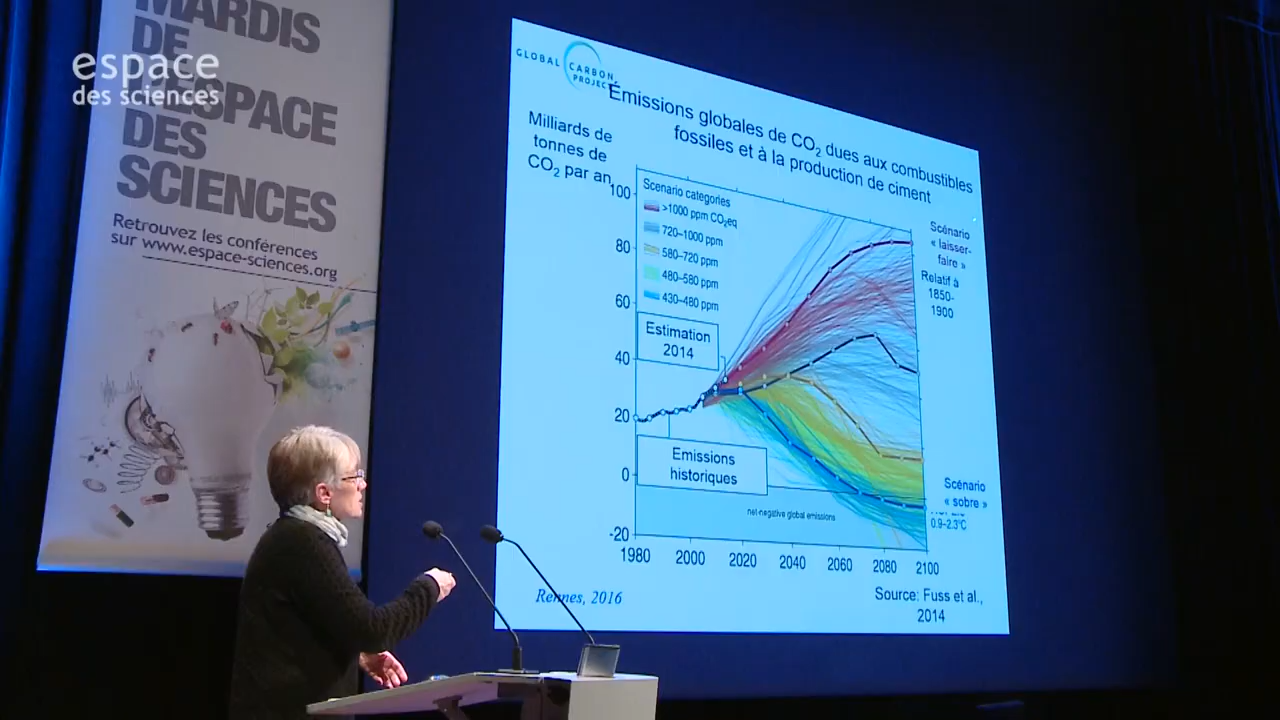 MARDIS
DE
L'ESPACE
DES
SCIENCES
espace
des sciences
Retrouvez les conférences
sur www.espace-sciences.org
GLOBAL CARBON
PROJECT
Émissions globales de CO₂ dues aux combustibles
fossiles et à la production de ciment
Milliards de
tonnes de
CO₂ par an
100
80
60
40
20
0
-20
Scenario categories
>1000 ppm CO₂eq
720–1000 ppm
580–720 ppm
480–580 ppm
430–480 ppm
Estimation
2014
Emissions
historiques
net-negative global emissions
1980 2000 2020 2040 2060 2080 2100
Scénario
« laisser-
faire »
Relatif à
1850-
1900
Scénario
« sobre »
0.9–2.3°C
Rennes, 2016
Source: Fuss et al.,
2014